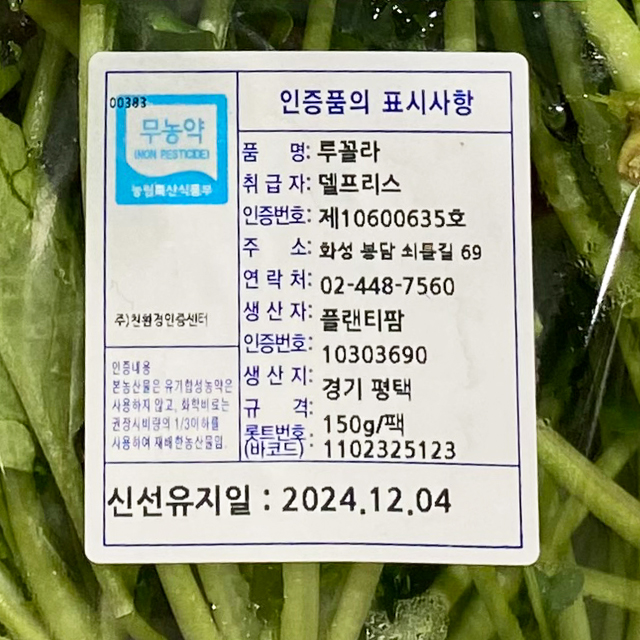 00383
무농약
(NON PESTICIDE)
농림축산식품부
주)친환경인증센터
인증내용
본농산물은 유기합성농약은
사용하지 않고, 화학비료는
권장시비량의 1/3이하를
사용하여 재배한농산물임.
인증품의 표시사항
품 명: 루꼴라
취 급 자: 델프리스
인증번호: 제10600635호
주 소: 화성 봉담 쇠틀길 69
연 락 처: 02-448-7560
생 산 자: 플랜티팜
인증번호: 10303690
생 산 지: 경기 평택
규 격: 150g/팩
롯트번호
(바코드) : 1102325123
신선유지일 : 2024.12.04